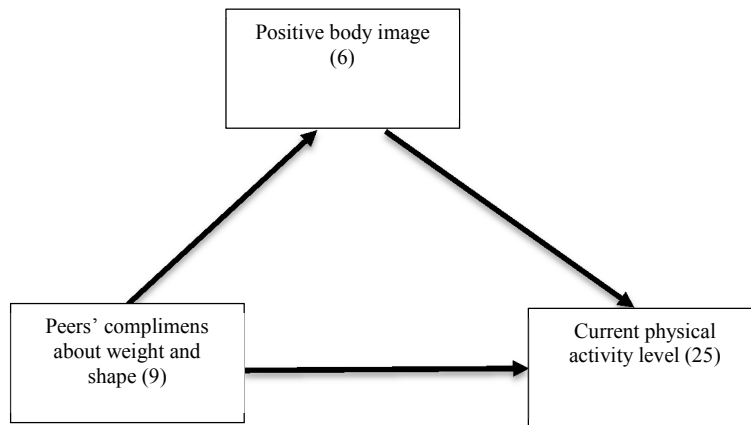 Positive body image
(6)
Peers’ complimens
about weight and
shape (9)
Current physical
activity level (25)